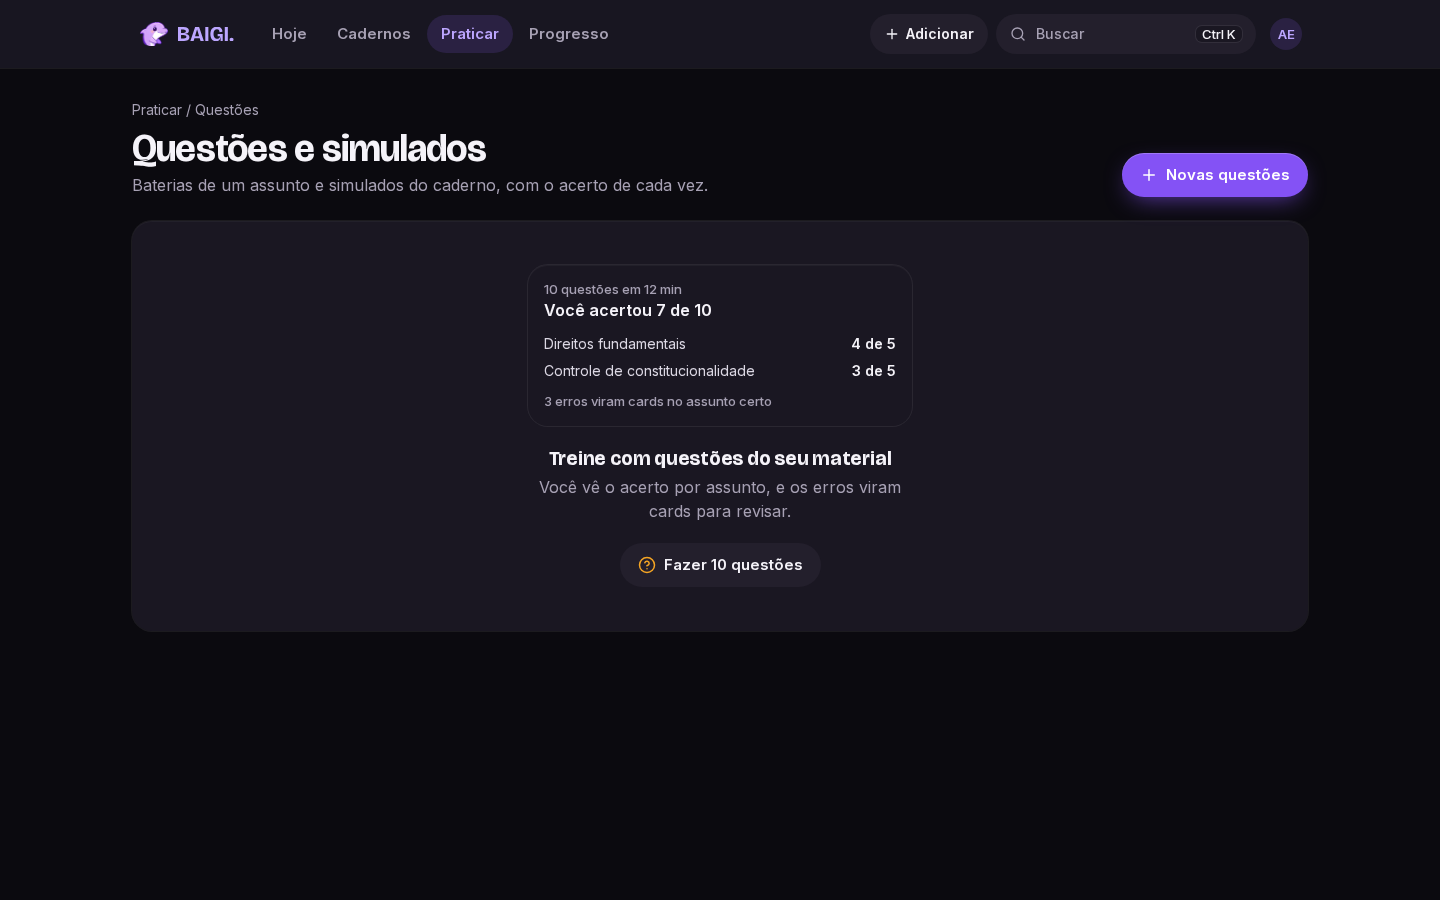 BAIGI.
Hoje
Cadernos
Praticar
Progresso
Adicionar
Buscar
Ctrl K
AE
Praticar / Questões
Questões e simulados
Baterias de um assunto e simulados do caderno, com o acerto de cada vez.
Novas questões
10 questões em 12 min
Você acertou 7 de 10
Direitos fundamentais 4 de 5
Controle de constitucionalidade 3 de 5
3 erros viram cards no assunto certo
Treine com questões do seu material
Você vê o acerto por assunto, e os erros viram
cards para revisar.
Fazer 10 questões